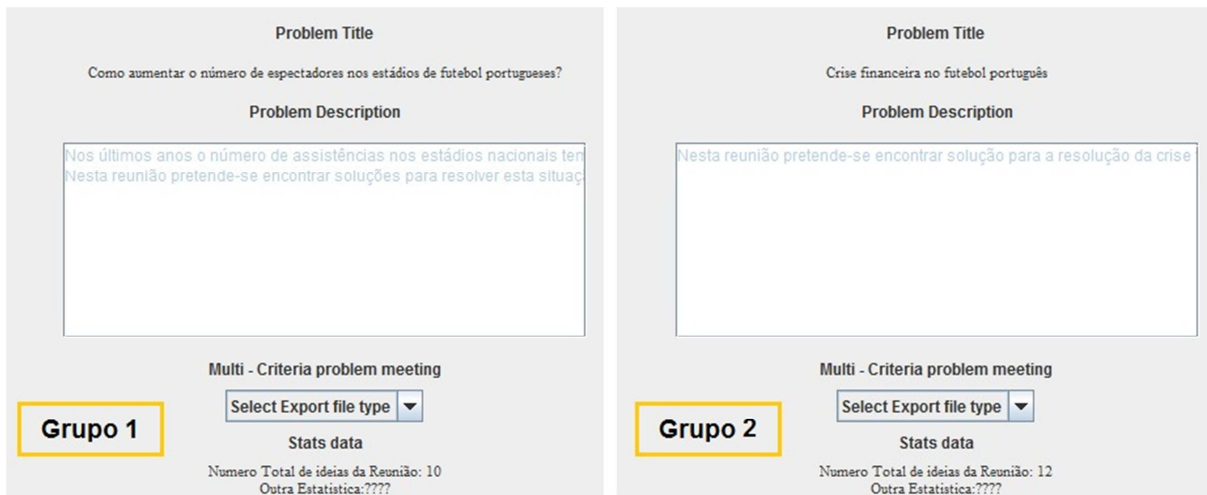 Problem Title
Como aumentar o número de espectadores nos estádios de futebol portugueses?
Problem Description
Nos últimos anos o número de assistências nos estádios nacionais ten
Nesta reunião pretende-se encontrar soluções para resolver esta situaç
Multi - Criteria problem meeting
Select Export file type
Grupo 1
Stats data
Numero Total de ideias da Reunião: 10
Outra Estatistica:????
Problem Title
Crise financeira no futebol português
Problem Description
Nesta reunião pretende-se encontrar solução para a resolução da crise
Multi - Criteria problem meeting
Select Export file type
Grupo 2
Stats data
Numero Total de ideias da Reunião: 12
Outra Estatistica:????